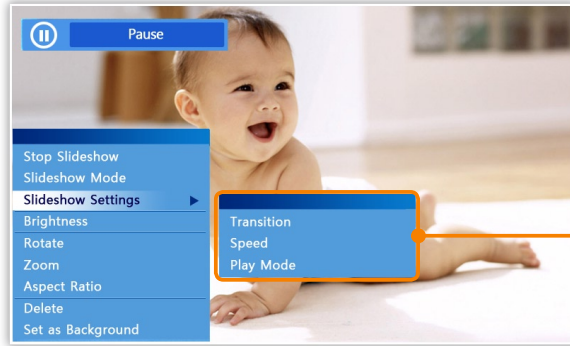 Pause
Stop Slideshow
Slideshow Mode
Slideshow Settings
Brightness
Rotate
Zoom
Aspect Ratio
Delete
Set as Background
Transition
Speed
Play Mode